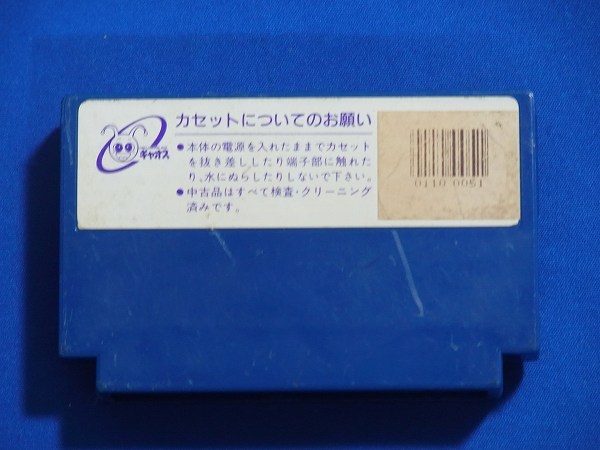 カセットについてのお願い
●本体の電源を入れたままでカセット
を抜き差ししたり端子部に触れた
り、水にぬらしたりしないで下さい。
●中古品はすべて検査・クリーニング
済みです。
ギャオス
0110 0051